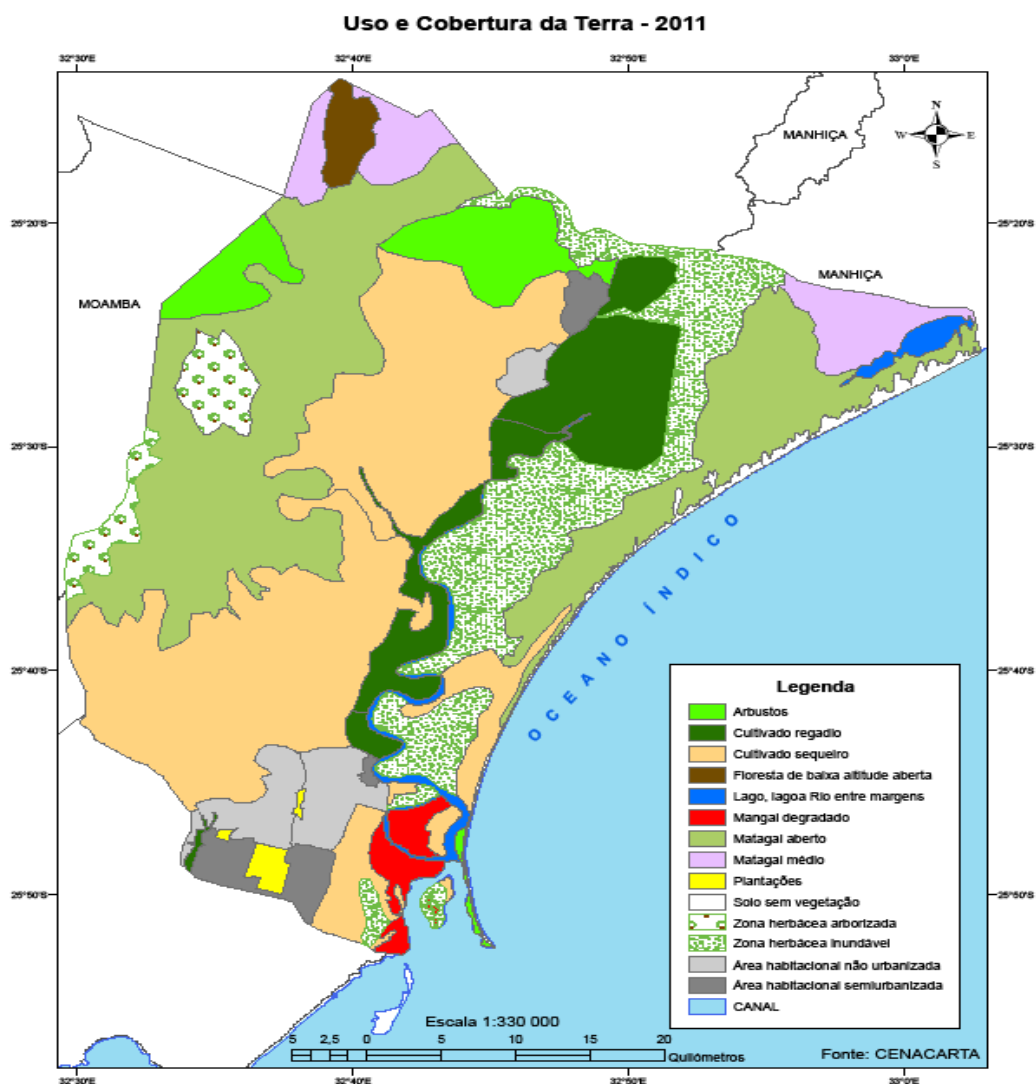 Uso e Cobertura da Terra - 2011
32°30'E 32°40'E 32°50'E 33°0'E
N
W E
S
MANHIÇA
25°20'S 25°20'S
MANHIÇA
MOAMBA
25°30'S 25°30'S
OCEANO ÍNDICO
25°40'S 25°40'S
Legenda
Arbustos
Cultivado regadio
Cultivado sequeiro
Floresta de baixa altitude aberta
Lago, lagoa Rio entre margens
Mangal degradado
Matagal aberto
Matagal médio
Plantações
Solo sem vegetação
Zona herbácea arborizada
Zona herbácea inundável
Área habitacional não urbanizada
Área habitacional semiurbanizada
CANAL
25°50'S 25°50'S
Escala 1:330 000
5 2,5 0 5 10 15 20
Quilómetros
Fonte: CENACARTA
32°30'E 32°40'E 32°50'E 33°0'E